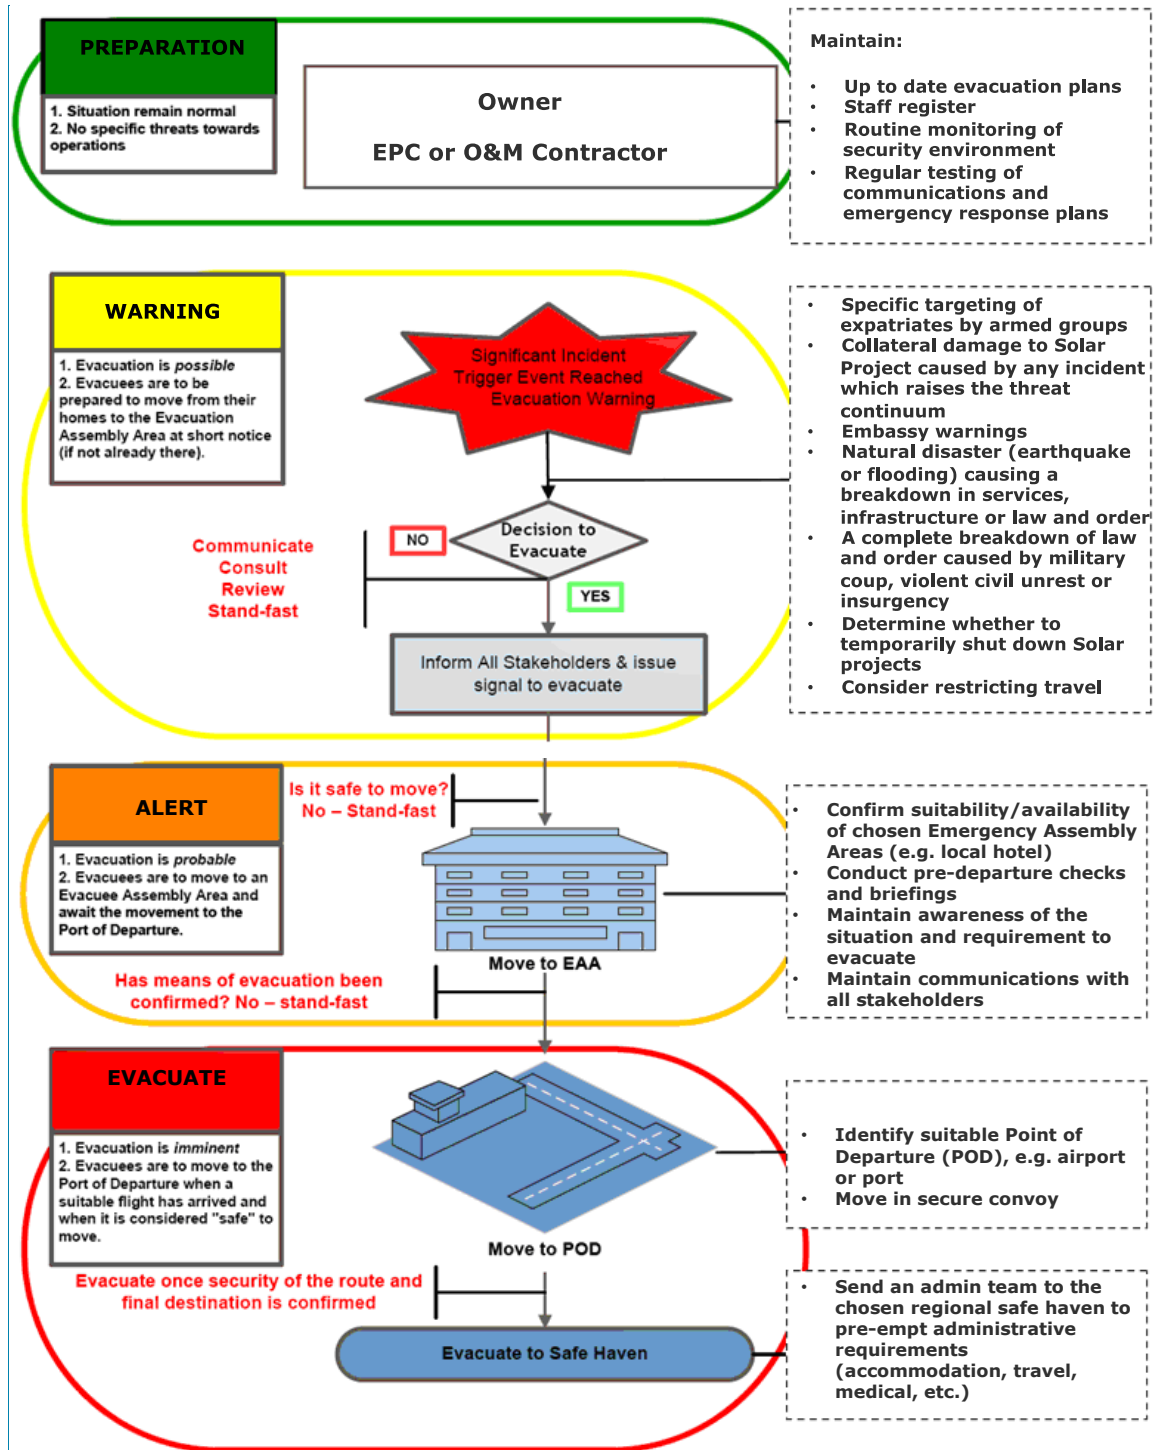 PREPARATION
1. Situation remain normal
2. No specific threats towards
operations
Owner
EPC or O&M Contractor
Maintain:
• Up to date evacuation plans
• Staff register
• Routine monitoring of
security environment
• Regular testing of
communications and
emergency response plans
WARNING
1. Evacuation is possible
2. Evacuees are to be
prepared to move from their
homes to the Evacuation
Assembly Area at short notice
(if not already there).
Significant Incident
Trigger Event Reached
Evacuation Warning
Decision to
Evacuate
NO
YES
Communicate
Consult
Review
Stand-fast
Inform All Stakeholders & issue
signal to evacuate
• Specific targeting of
expatriates by armed groups
• Collateral damage to Solar
Project caused by any incident
which raises the threat
continuum
• Embassy warnings
• Natural disaster (earthquake
or flooding) causing a
breakdown in services,
infrastructure or law and order
• A complete breakdown of law
and order caused by military
coup, violent civil unrest or
insurgency
• Determine whether to
temporarily shut down Solar
projects
• Consider restricting travel
ALERT
1. Evacuation is probable
2. Evacuees are to move to an
Evacuee Assembly Area and
await the movement to the
Port of Departure.
Is it safe to move?
No – Stand-fast
Move to EAA
Has means of evacuation been
confirmed? No – stand-fast
• Confirm suitability/availability
of chosen Emergency Assembly
Areas (e.g. local hotel)
• Conduct pre-departure checks
and briefings
• Maintain awareness of the
situation and requirement to
evacuate
• Maintain communications with
all stakeholders
EVACUATE
1. Evacuation is imminent
2. Evacuees are to move to the
Port of Departure when a
suitable flight has arrived and
when it is considered "safe" to
move.
Move to POD
Evacuate once security of the route and
final destination is confirmed
Evacuate to Safe Haven
• Identify suitable Point of
Departure (POD), e.g. airport
or port
• Move in secure convoy
• Send an admin team to the
chosen regional safe haven to
pre-empt administrative
requirements
(accommodation, travel,
medical, etc.)